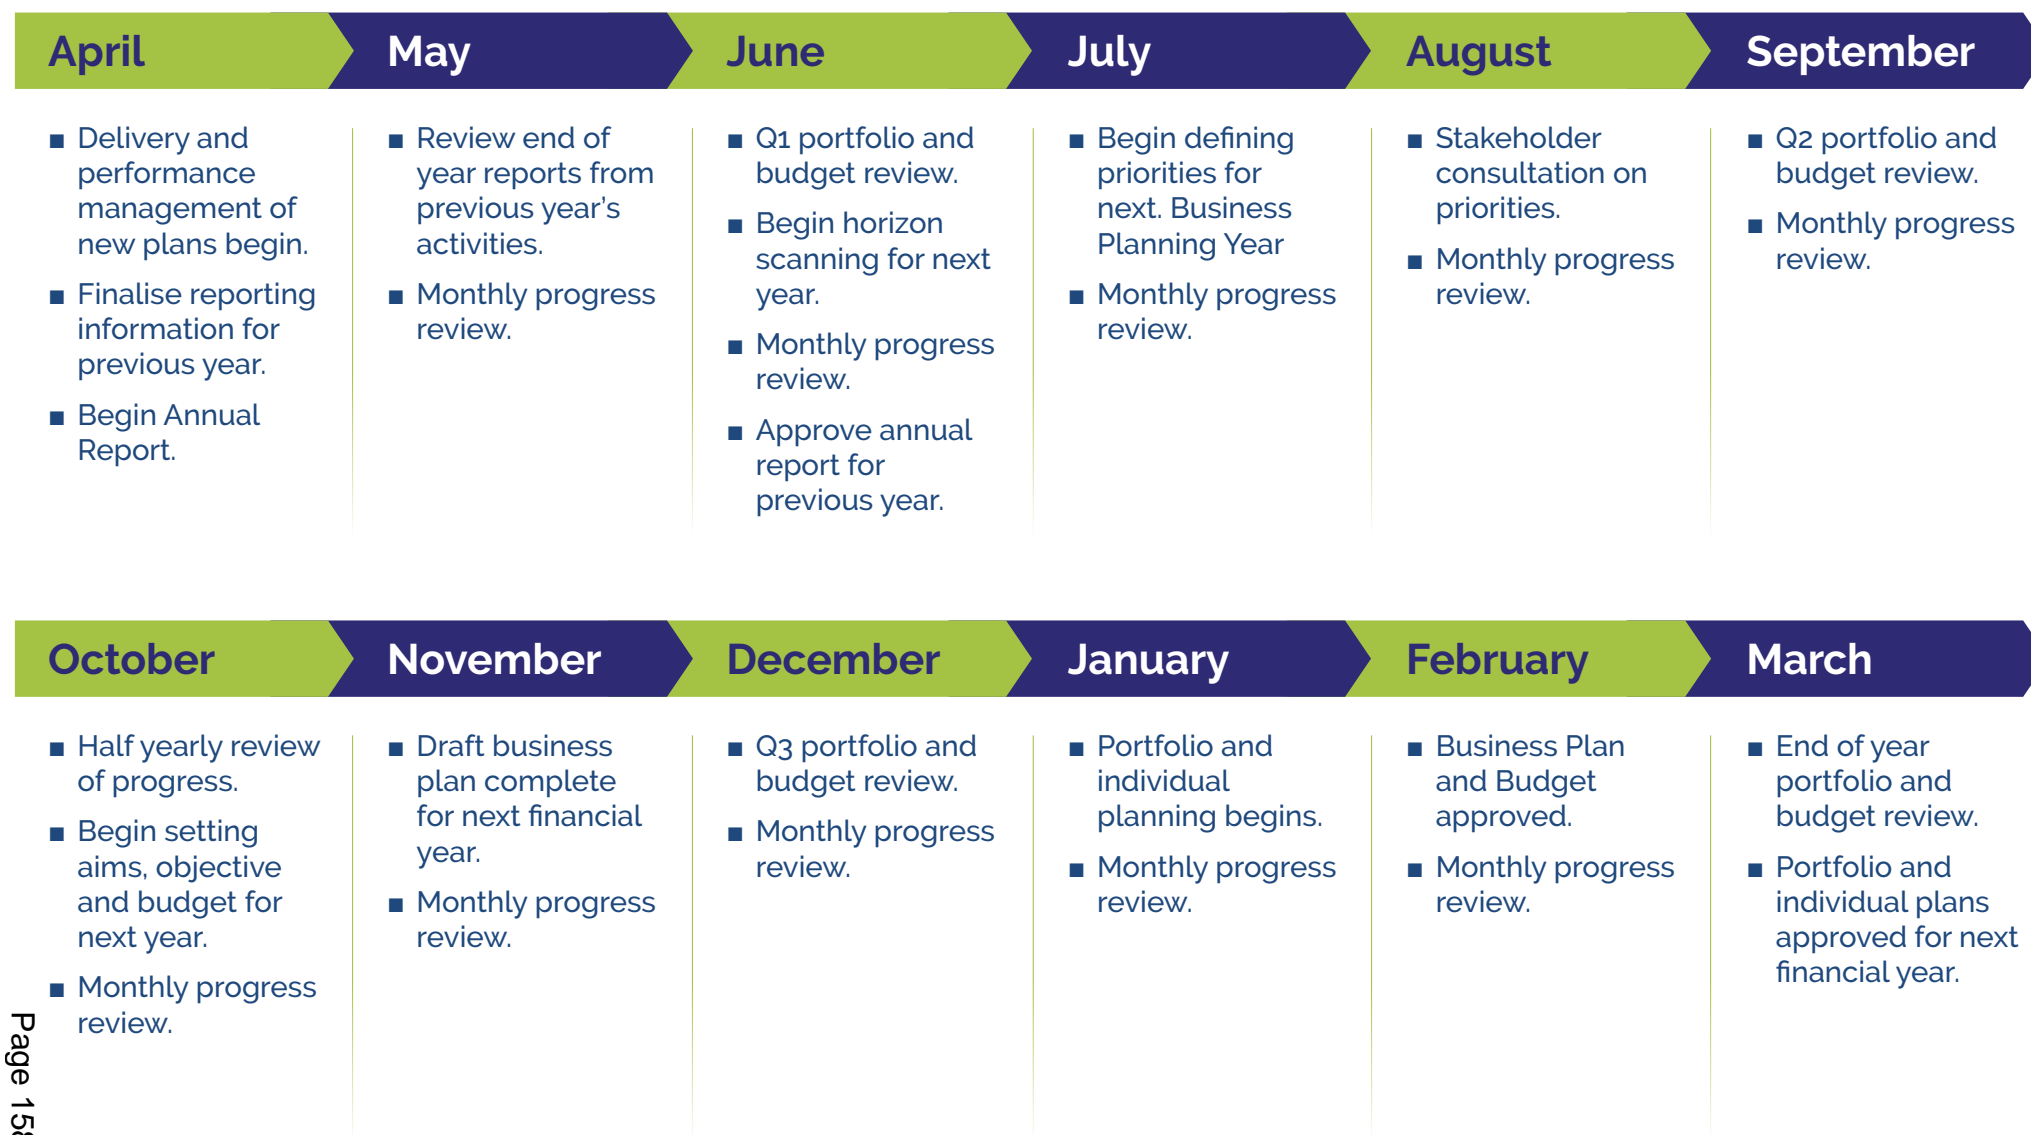 April
May
June
July
August
September
■ Delivery and
performance
management of
new plans begin.
■ Finalise reporting
information for
previous year.
■ Begin Annual
Report.
■ Review end of
year reports from
previous year’s
activities.
■ Monthly progress
review.
■ Q1 portfolio and
budget review.
■ Begin horizon
scanning for next
year.
■ Monthly progress
review.
■ Approve annual
report for
previous year.
■ Begin defining
priorities for
next. Business
Planning Year
■ Monthly progress
review.
■ Stakeholder
consultation on
priorities.
■ Monthly progress
review.
■ Q2 portfolio and
budget review.
■ Monthly progress
review.
October
November
December
January
February
March
■ Half yearly review
of progress.
■ Begin setting
aims, objective
and budget for
next year.
■ Monthly progress
review.
■ Draft business
plan complete
for next financial
year.
■ Monthly progress
review.
■ Q3 portfolio and
budget review.
■ Monthly progress
review.
■ Portfolio and
individual
planning begins.
■ Monthly progress
review.
■ Business Plan
and Budget
approved.
■ Monthly progress
review.
■ End of year
portfolio and
budget review.
■ Portfolio and
individual plans
approved for next
financial year.
Page 158